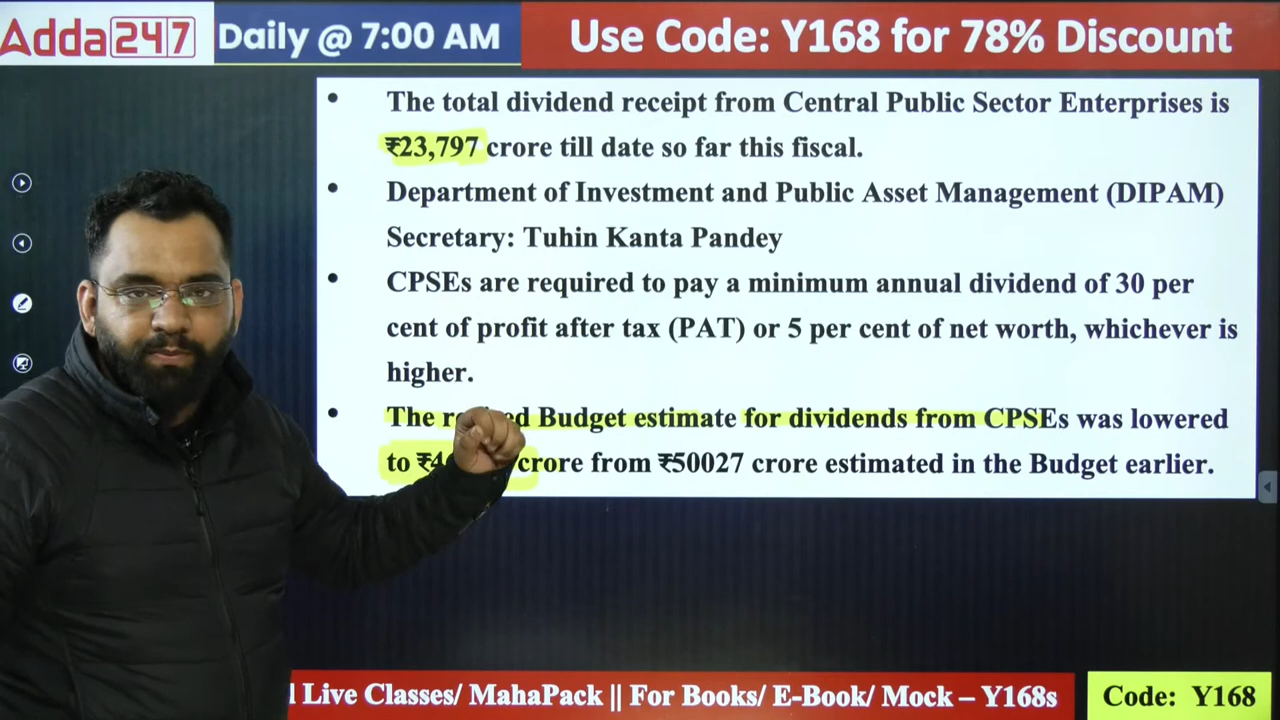 Adda247
Daily @ 7:00 AM
Use Code: Y168 for 78% Discount
• The total dividend receipt from Central Public Sector Enterprises is
₹23,797 crore till date so far this fiscal.
• Department of Investment and Public Asset Management (DIPAM)
Secretary: Tuhin Kanta Pandey
• CPSEs are required to pay a minimum annual dividend of 30 per
cent of profit after tax (PAT) or 5 per cent of net worth, whichever is
higher.
• The Budget estimate for dividends from CPSEs was lowered
to crore from ₹50027 crore estimated in the Budget earlier.
Live Classes/ MahaPack || For Books/ E-Book/ Mock – Y168s
Code: Y168